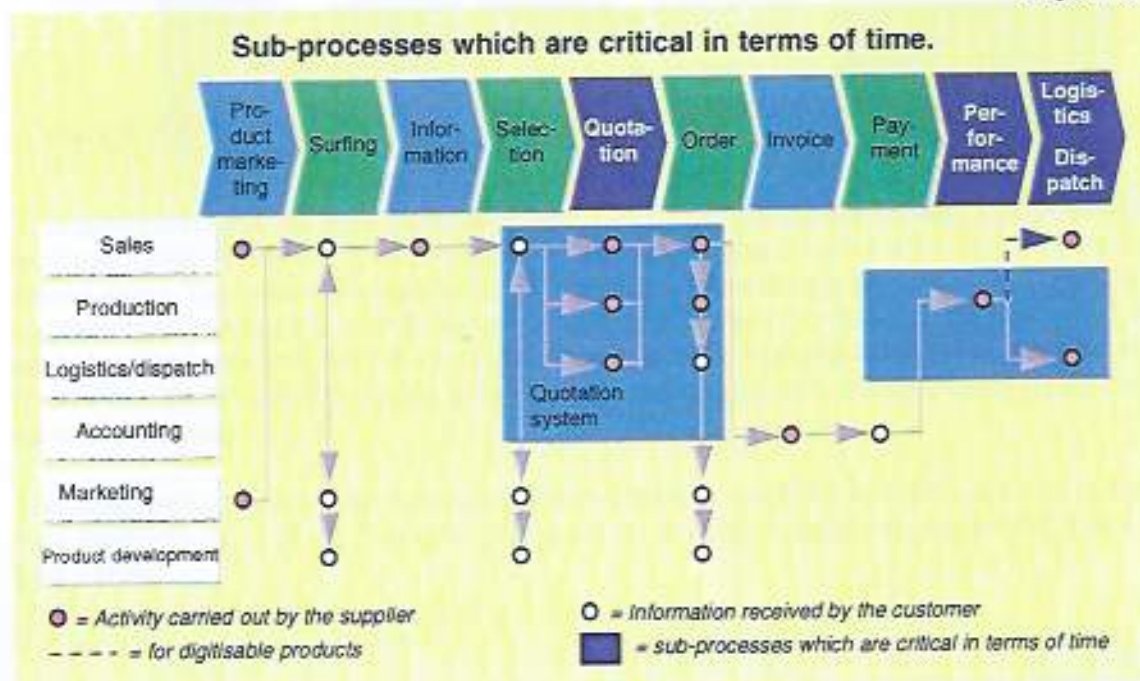 Sub-processes which are critical in terms of time.
Pro-
duct
marke-
ting
Surfing
Infor-
mation
Selec-
tion
Quota-
tion
Order
Invoice
Pay-
ment
Per-
for-
mance
Logis-
tics
Dis-
patch
Sales
Production
Logistics/dispatch
Accounting
Marketing
Product development
Quotation
system
= Activity carried out by the supplier
= for digitisable products
= Information received by the customer
= sub-processes which are critical in terms of time